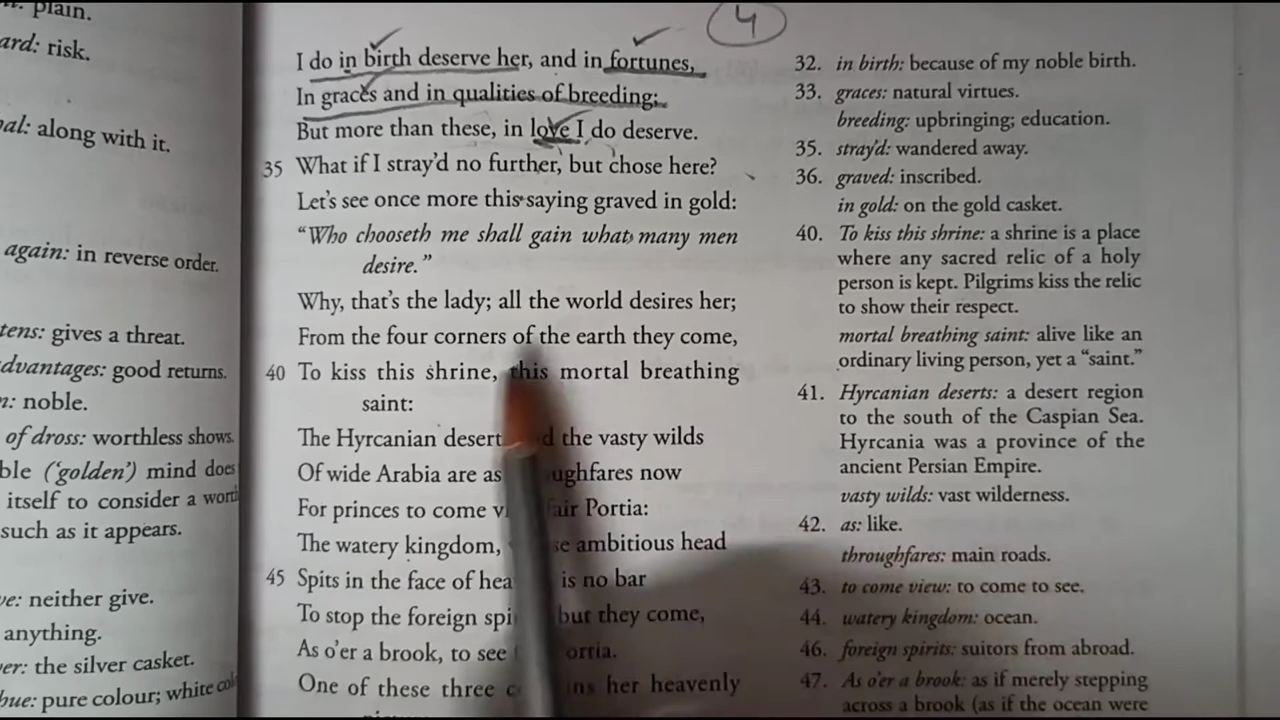 plain.
ard: risk.
al: along with it.
again: in reverse order.
tens: gives a threat.
dvantages: good returns.
n: noble.
of dross: worthless shows.
ble ('golden') mind does
itself to consider a worth
such as it appears.
ve: neither give.
anything.
er: the silver casket.
hue: pure colour; white col
4
I do in birth deserve her, and in fortunes,
In graces and in qualities of breeding;
But more than these, in love I do deserve.
35 What if I stray'd no further, but chose here?
Let's see once more this saying graved in gold:
"Who chooseth me shall gain what many men
desire."
Why, that's the lady; all the world desires her;
From the four corners of the earth they come,
40 To kiss this shrine, this mortal breathing
saint:
The Hyrcanian desert d the vasty wilds
Of wide Arabia are as ughfares now
For princes to come v fair Portia:
The watery kingdom, se ambitious head
45 Spits in the face of hea is no bar
To stop the foreign spi but they come,
As o'er a brook, to see ortia.
One of these three c ins her heavenly
32. in birth: because of my noble birth.
33. graces: natural virtues.
breeding: upbringing; education.
35. stray'd: wandered away.
36. graved: inscribed.
in gold: on the gold casket.
40. To kiss this shrine: a shrine is a place
where any sacred relic of a holy
person is kept. Pilgrims kiss the relic
to show their respect.
mortal breathing saint: alive like an
ordinary living person, yet a "saint."
41. Hyrcanian deserts: a desert region
to the south of the Caspian Sea.
Hyrcania was a province of the
ancient Persian Empire.
vasty wilds: vast wilderness.
42. as: like.
throughfares: main roads.
43. to come view: to come to see.
44. watery kingdom: ocean.
46. foreign spirits: suitors from abroad.
47. As o'er a brook: as if merely stepping
across a brook (as if the ocean were